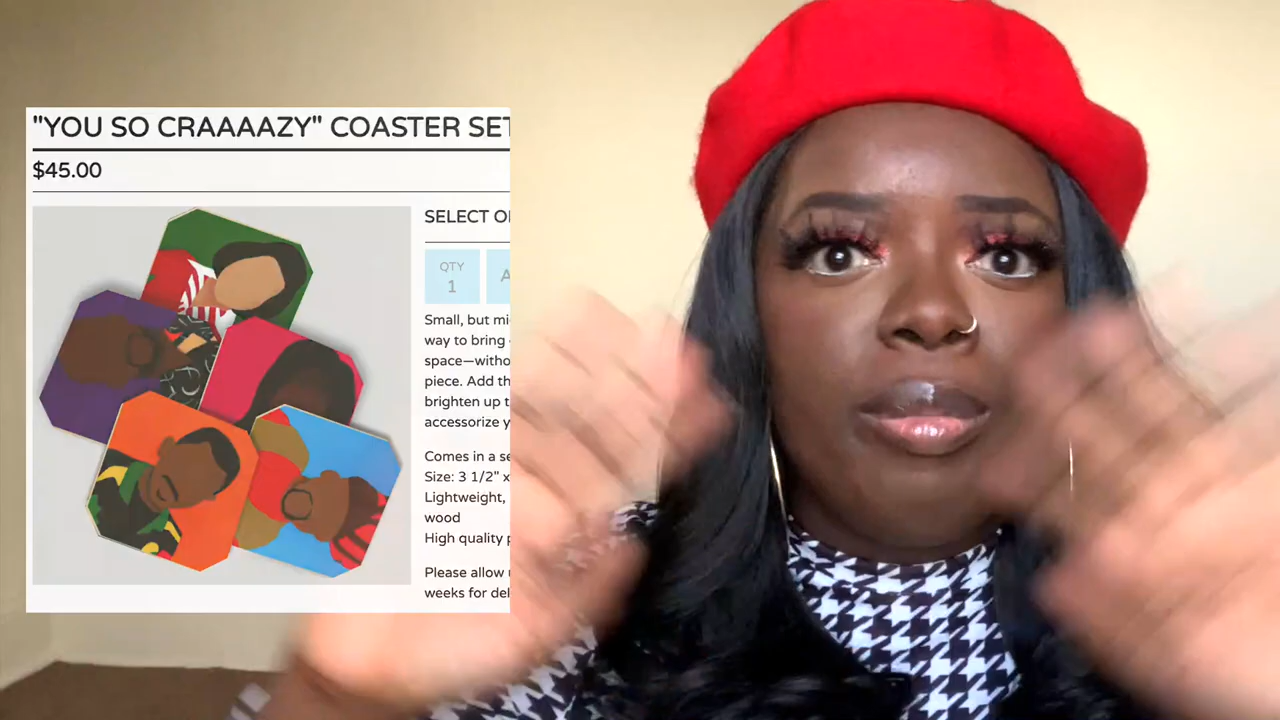 "YOU SO CRAAAAZY" COASTER SET
$45.00
SELECT O
QTY
1
A
Small, but mi
way to bring
space—witho
piece. Add th
brighten up t
accessorize y
Comes in a se
Size: 3 1/2" x
Lightweight,
wood
High quality p
Please allow
weeks for del